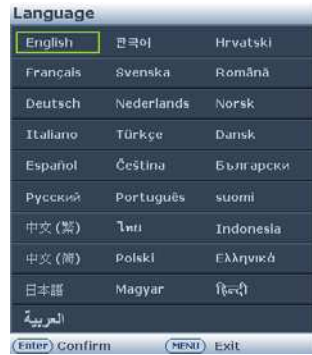 Language
English 한국어 Hrvatski
Français Svenska Română
Deutsch Nederlands Norsk
Italiano Türkçe Dansk
Español Čeština Български
Русский Português suomi
中文 (繁) ไทย Indonesia
中文 (简) Polski Ελληνικά
日本語 Magyar हिन्दी
العربية
Enter Confirm MENU Exit